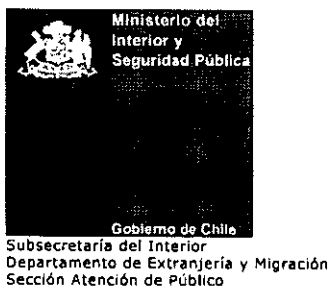 Ministerio del
Interior y
Seguridad Pública
Gobierno de Chile
Subsecretaría del Interior
Departamento de Extranjería y Migración
Sección Atención de Público